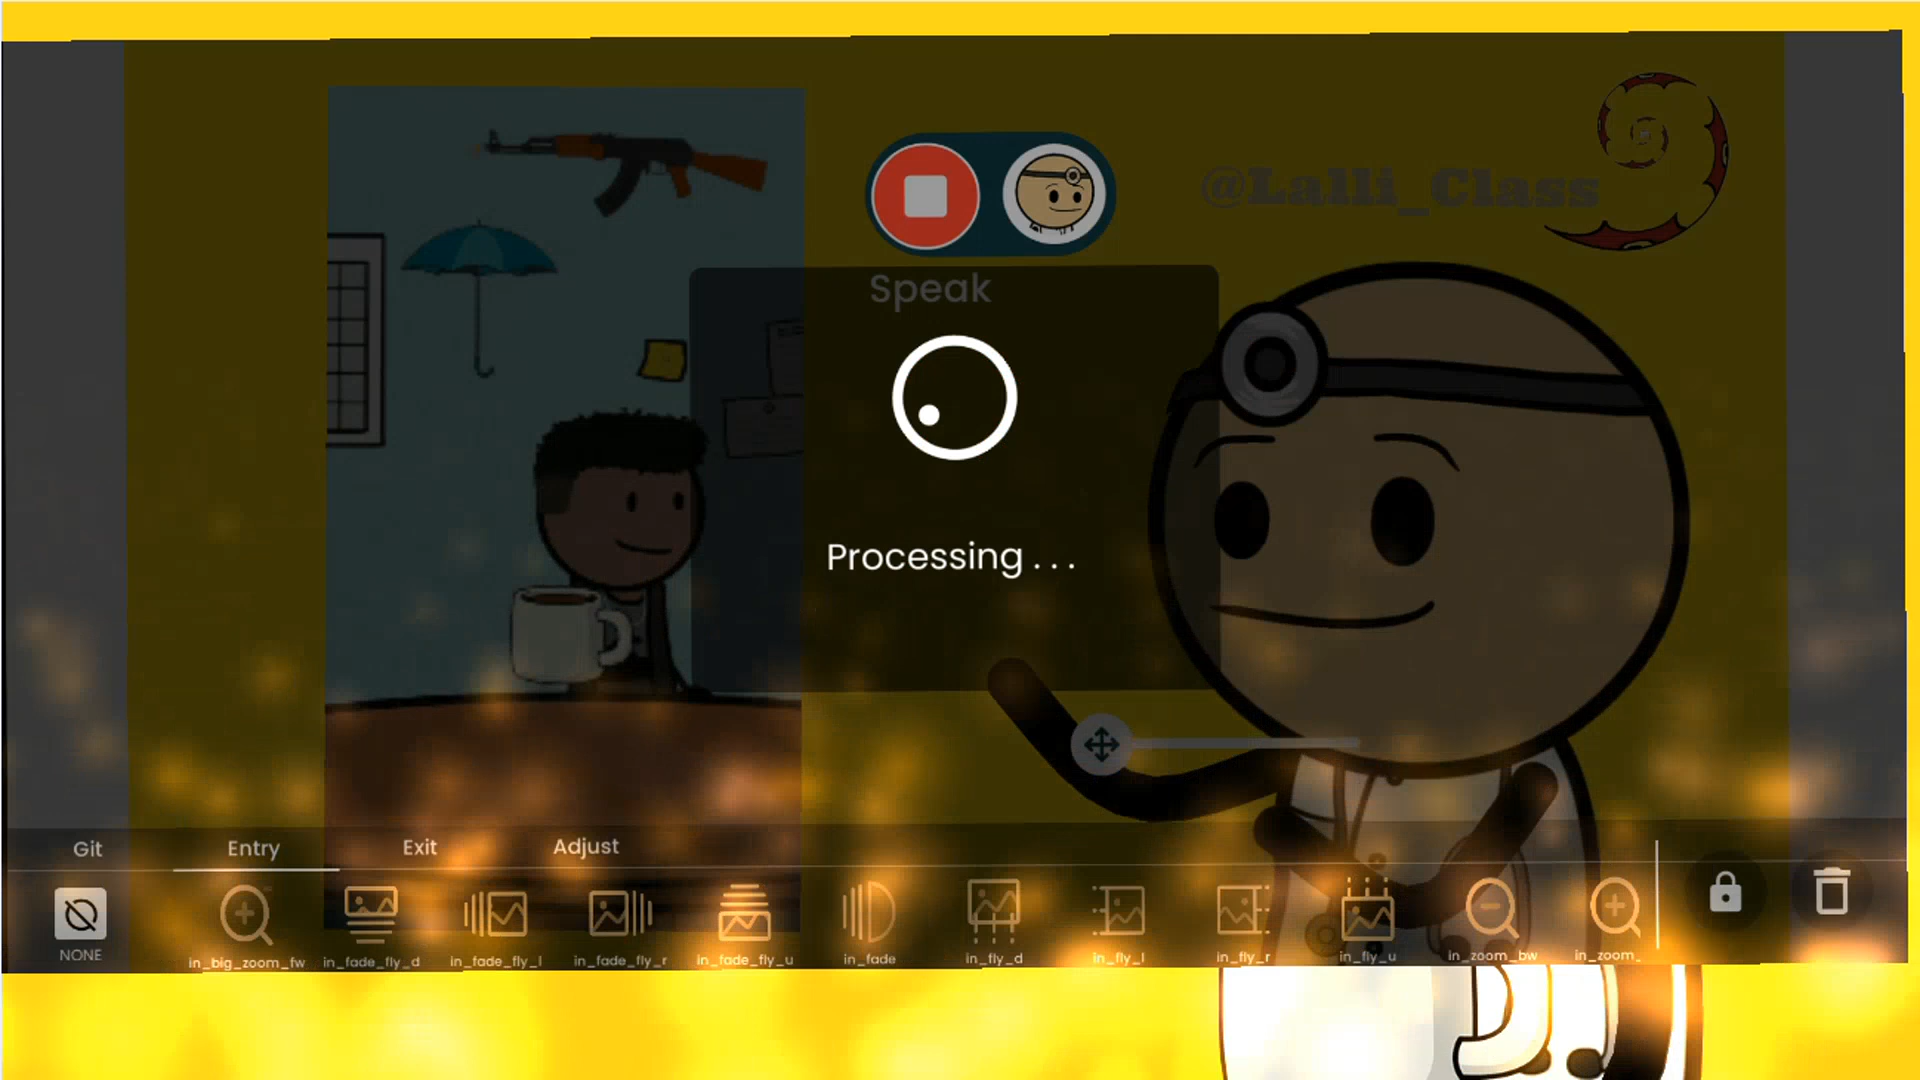 @Lalli_Class
Speak
Processing . . .
Git Entry Exit Adjust
NONE in_big_zoom_fw in_fade_fly_d in_fade_fly_l in_fade_fly_r in_fade_fly_u in_fade in_fly_d in_fly_l in_fly_r in_fly_u in_zoom_bw in_zoom_